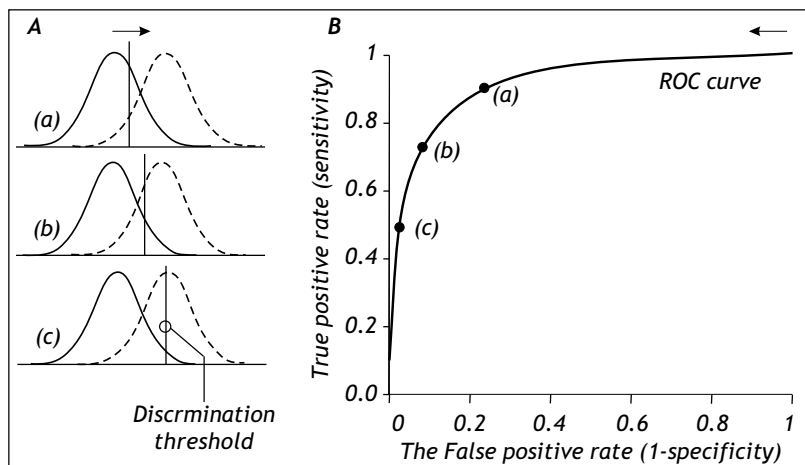 A
(a)
(b)
(c)
Discrmination
threshold
B
True positive rate (sensitivity)
1
0.8
0.6
0.4
0.2
0.0
ROC curve
(a)
(b)
(c)
0 0.2 0.4 0.6 0.8 1
The False positive rate (1-specificity)